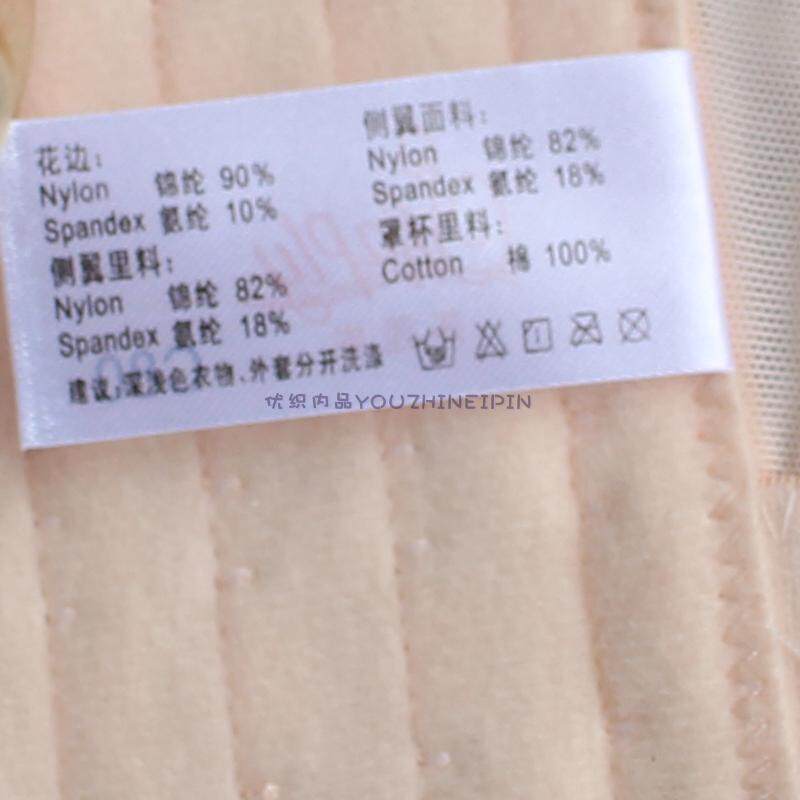 花边:
Nylon 锦纶 90%
Spandex 氨纶 10%
侧翼里料:
Nylon 锦纶 82%
Spandex 氨纶 18%
侧翼面料:
Nylon 锦纶 82%
Spandex 氨纶 18%
罩杯里料:
Cotton 棉 100%
建议:深浅色衣物、外套分开洗涤
优织内品YOUZHINEIPIN